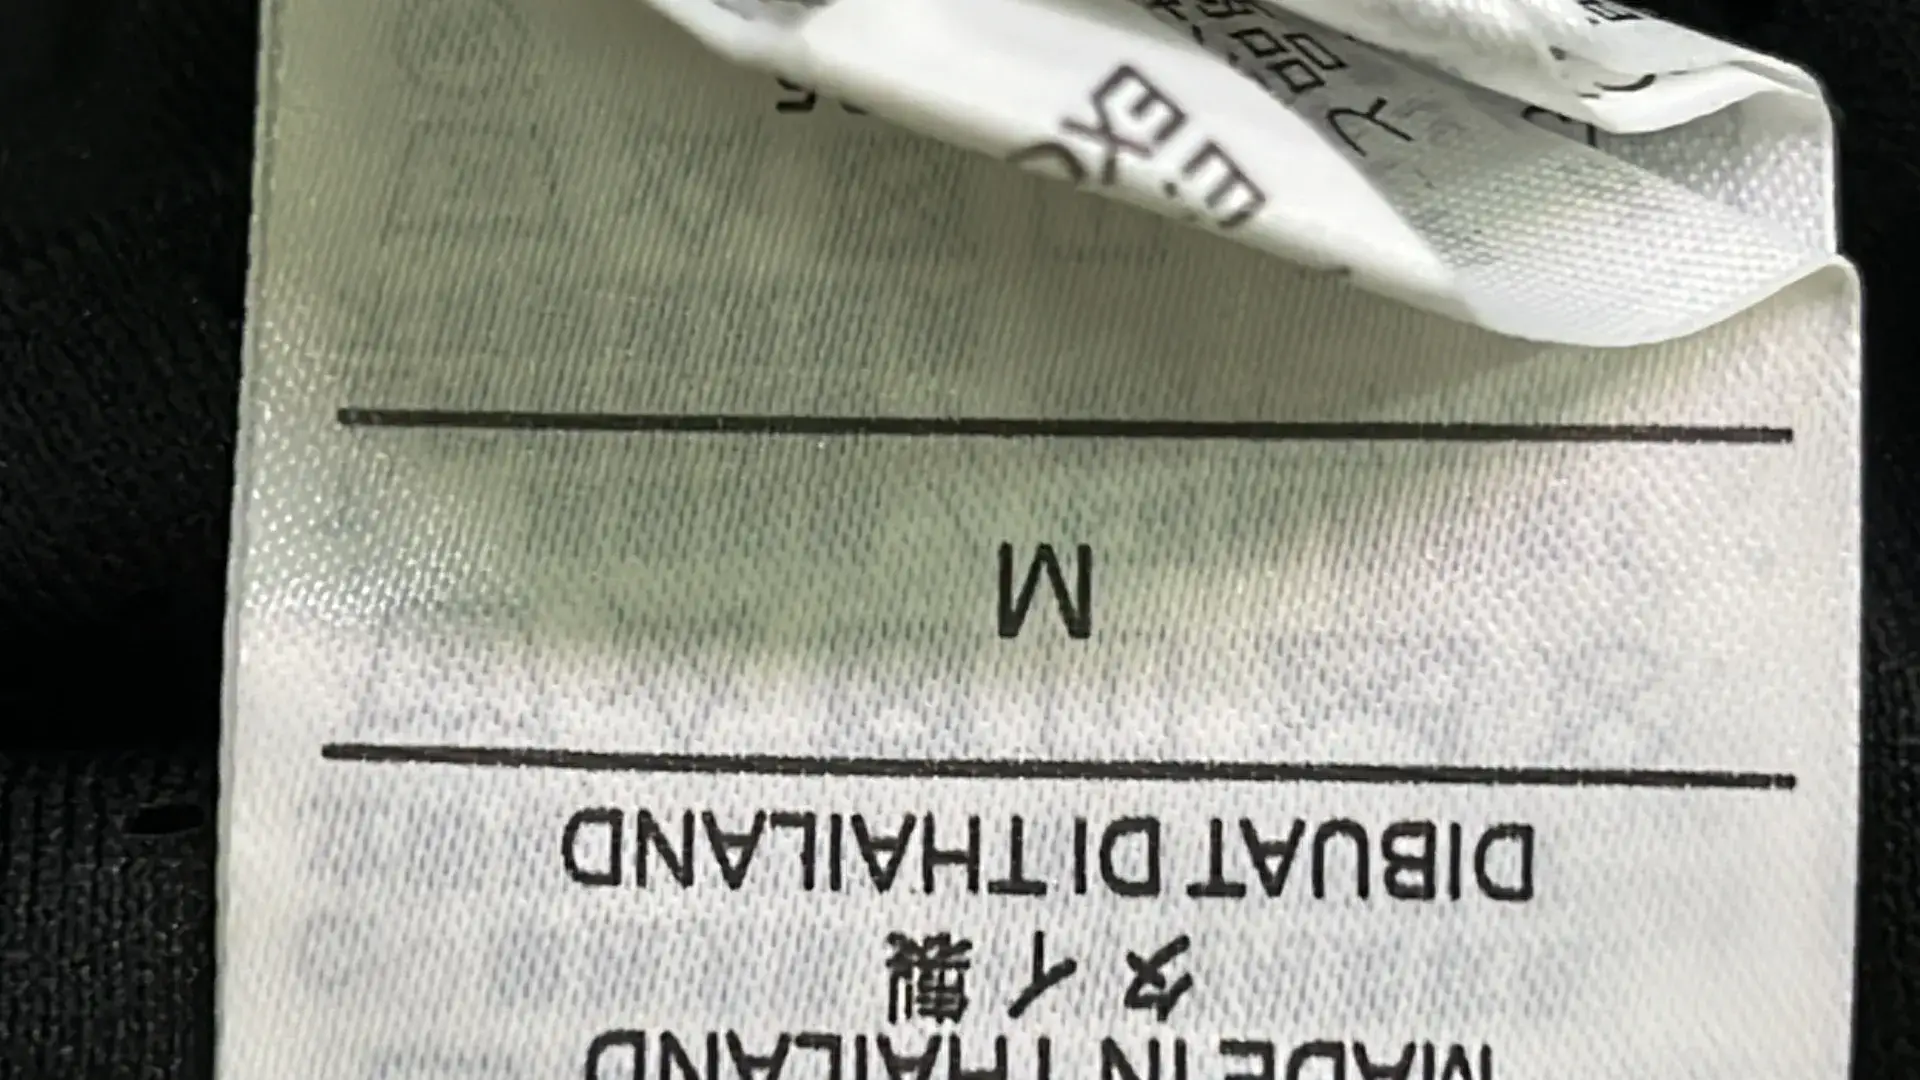 MADE IN THAILAND
タイ製
DIBUAT DI THAILAND
M